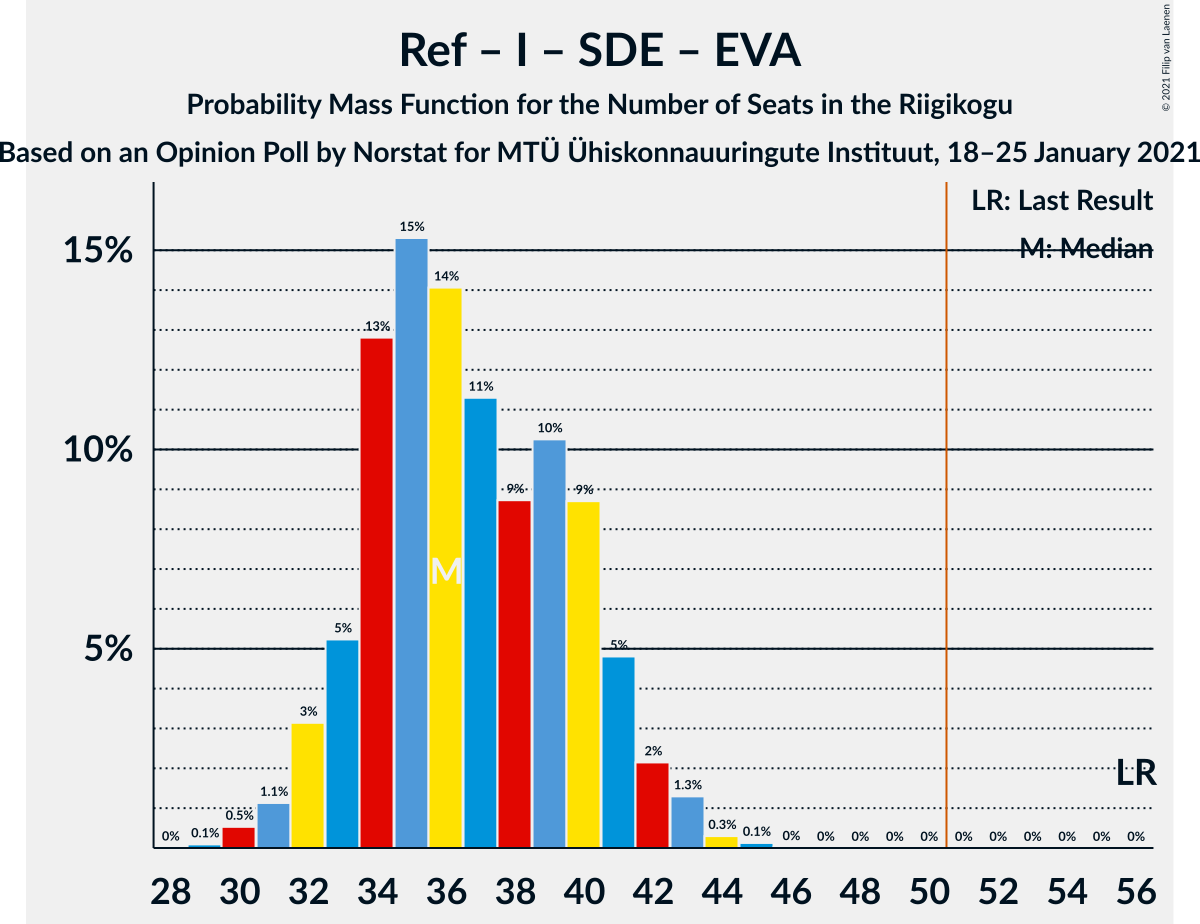 Ref – I – SDE – EVA
Probability Mass Function for the Number of Seats in the Riigikogu
Based on an Opinion Poll by Norstat for MTÜ Ühiskonnauuringute Instituut, 18–25 January 2021
© 2021 Filip van Laenen
LR: Last Result
M: Median
15%
10%
5%
0% 0.1% 0.5% 1.1% 3% 5% 13% 15% 14% 11% 9% 10% 9% 5% 2% 1.3% 0.3% 0.1% 0% 0% 0% 0% 0% 0% 0% 0% 0% 0% 0%
M
LR
28 30 32 34 36 38 40 42 44 46 48 50 52 54 56